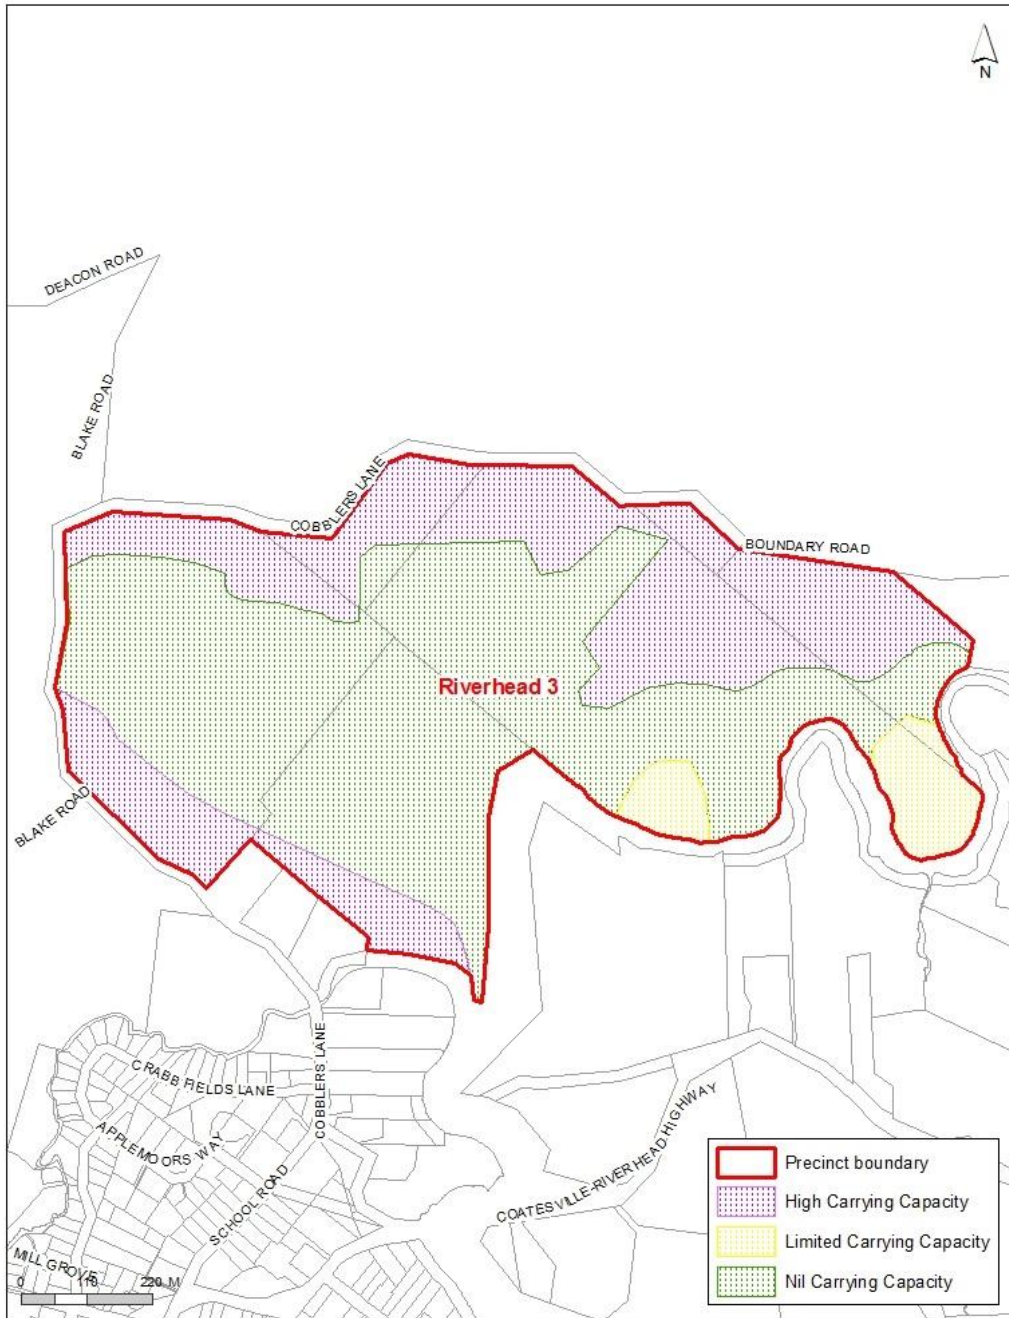 N
DEACON ROAD
BLAKE ROAD
COBBLERS LANE
BOUNDARY ROAD
Riverhead 3
BLAKE ROAD
COBBLERS LANE
CRABB FIELDS LANE
APPLEMOORS WAY
SCHOOL ROAD
COATESVILLE-RIVERHEAD HIGHWAY
MILL GROVE
0 110 220 M
Precinct boundary
High Carrying Capacity
Limited Carrying Capacity
Nil Carrying Capacity